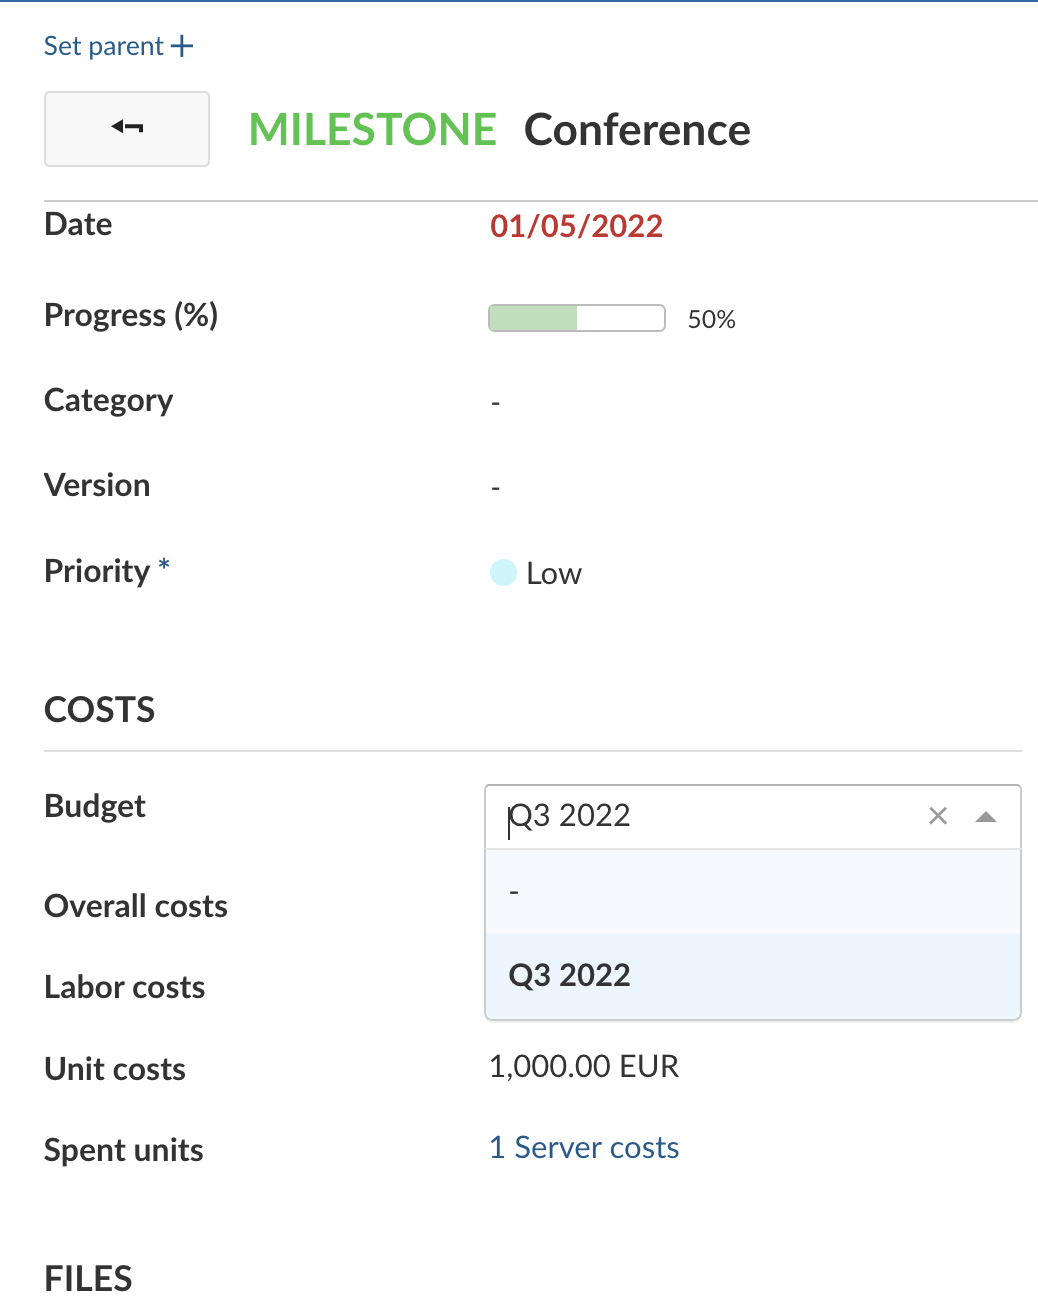 Set parent +
MILESTONE Conference
Date 01/05/2022
Progress (%) 50%
Category -
Version -
Priority * Low
COSTS
Budget Q3 2022
-
Overall costs
Q3 2022
Labor costs
Unit costs 1,000.00 EUR
Spent units 1 Server costs
FILES